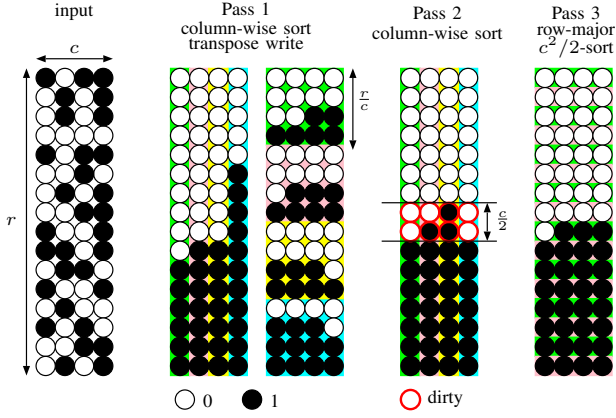 input
Pass 1
column-wise sort
transpose write
Pass 2
column-wise sort
Pass 3
row-major
c²/2-sort
c
r
r/c
c/2
0
1
dirty